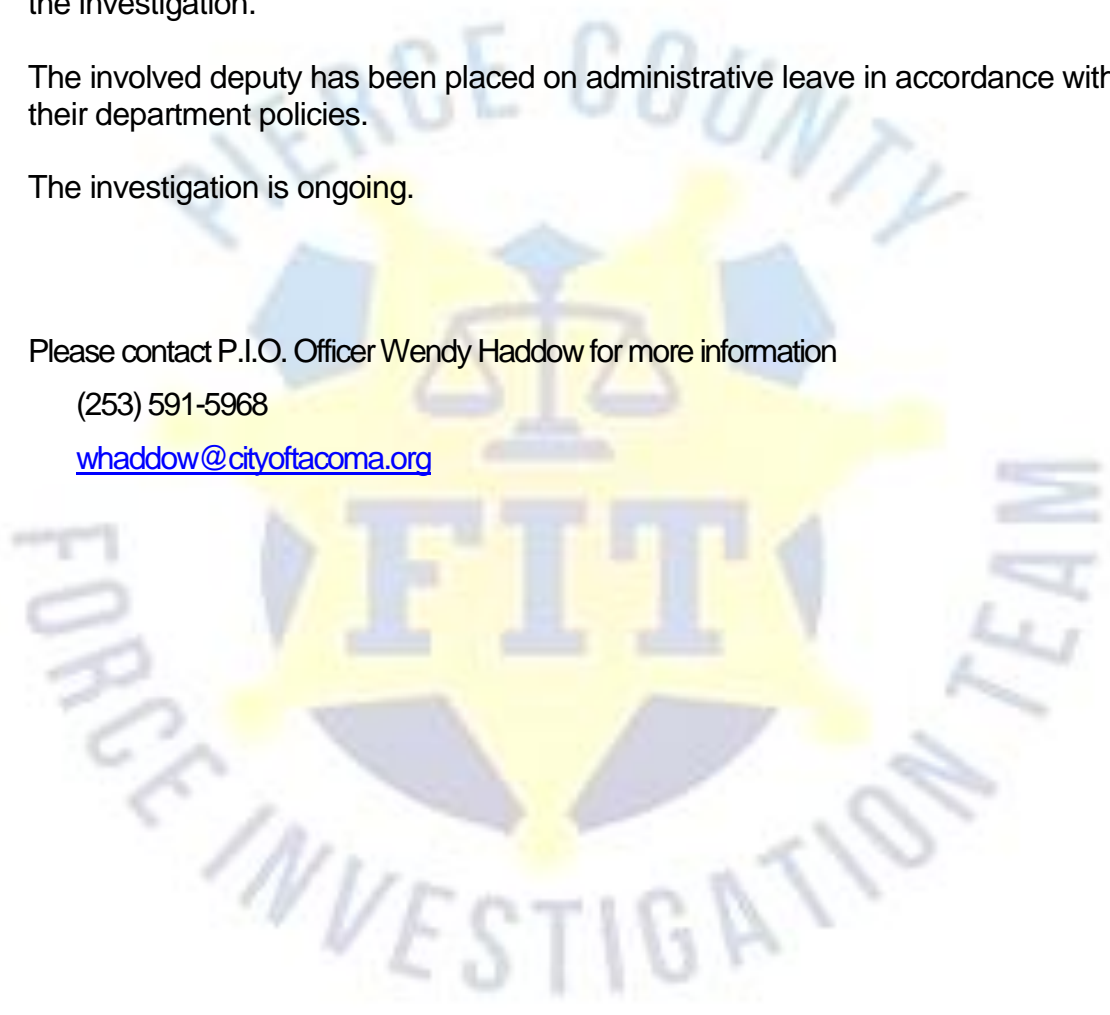 the investigation.
The involved deputy has been placed on administrative leave in accordance with
their department policies.
The investigation is ongoing.
Please contact P.I.O. Officer Wendy Haddow for more information
(253) 591-5968
whaddow@cityoftacoma.org
PIERCE COUNTY
FIT
FORCE INVESTIGATION TEAM